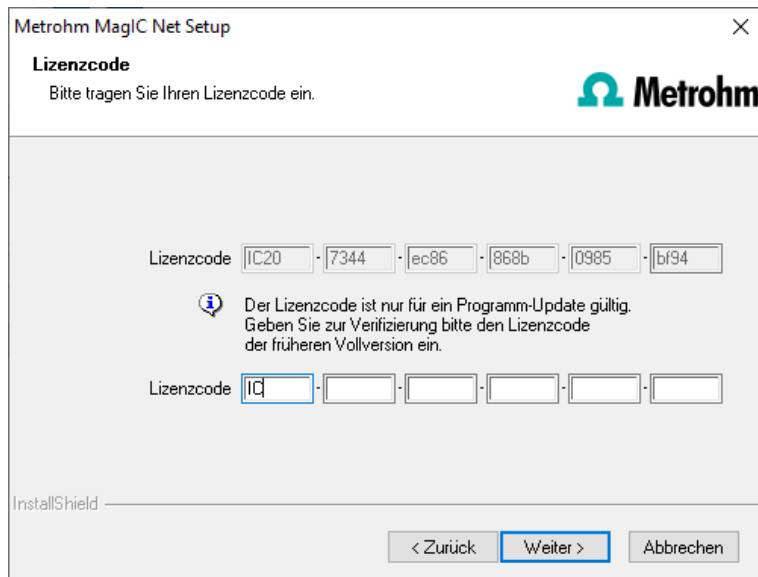 Metrohm MagIC Net Setup
Lizenzcode
Bitte tragen Sie Ihren Lizenzcode ein.
Metrohm
Lizenzcode IC20 - 7344 - ec86 - 868b - 0985 - bf94
Der Lizenzcode ist nur für ein Programm-Update gültig.
Geben Sie zur Verifizierung bitte den Lizenzcode
der früheren Vollversion ein.
Lizenzcode IC - - - - -
InstallShield
< Zurück Weiter > Abbrechen